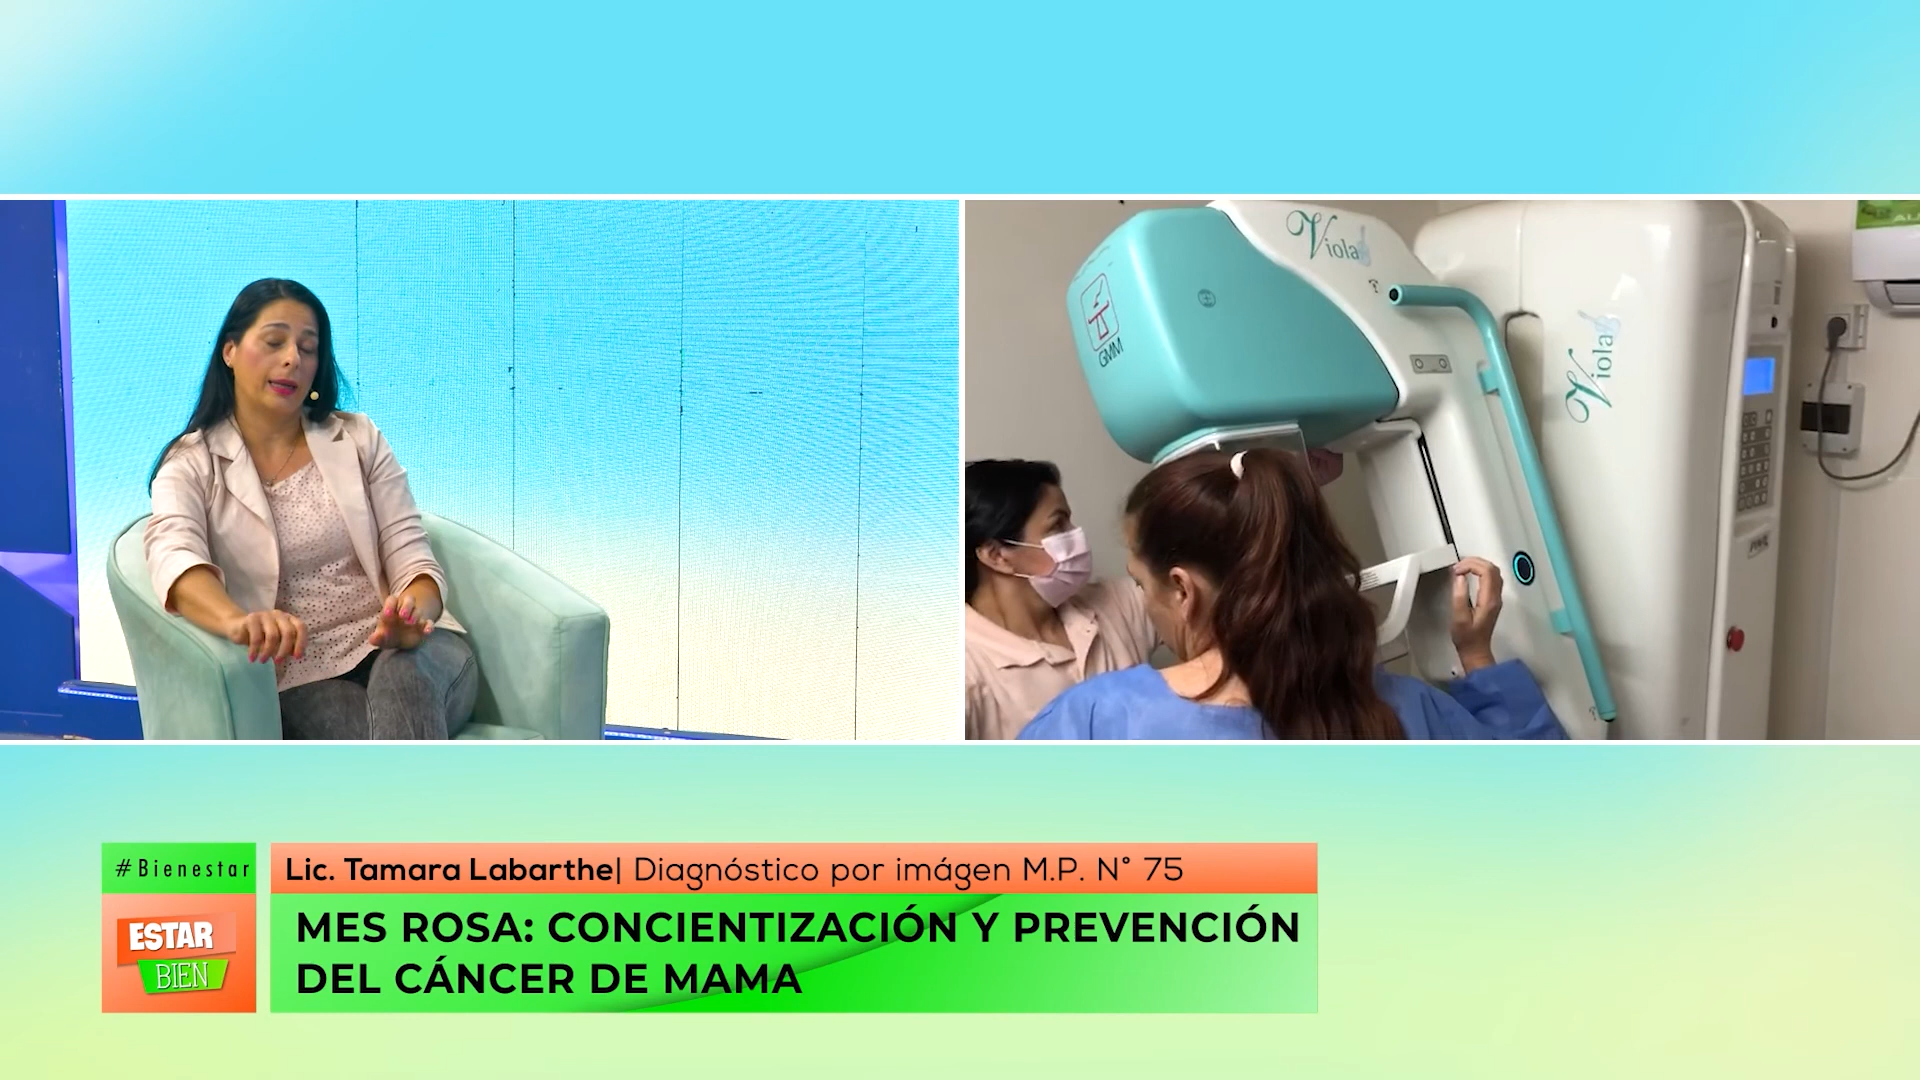 Viola
GMM
Viola
#Bienestar
Lic. Tamara Labarthe| Diagnóstico por imágen M.P. N° 75
ESTAR
BIEN
MES ROSA: CONCIENTIZACIÓN Y PREVENCIÓN
DEL CÁNCER DE MAMA